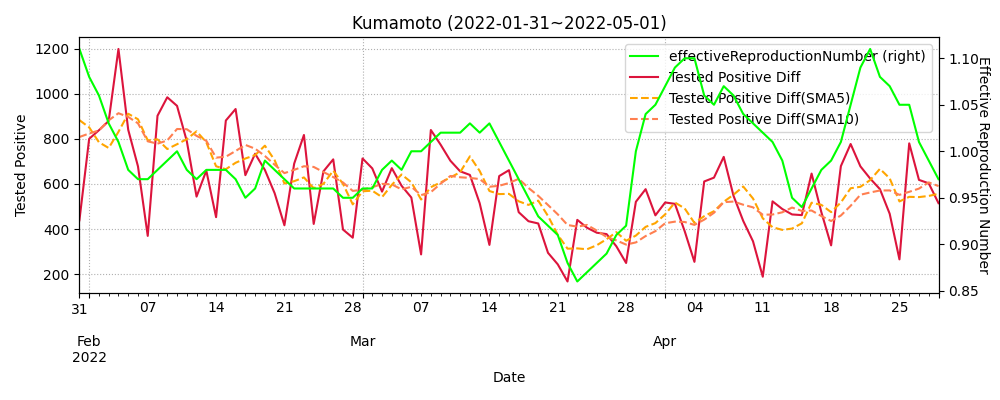 Kumamoto (2022-01-31~2022-05-01)
effectiveReproductionNumber (right)
Tested Positive Diff
Tested Positive Diff(SMA5)
Tested Positive Diff(SMA10)
Tested Positive
1200
1000
800
600
400
200
1.10
1.05
1.00
0.95
0.90
0.85
Effective Reproduction Number
31 07 14 21 28 07 14 21 28 04 11 18 25
Feb Mar Apr
2022
Date